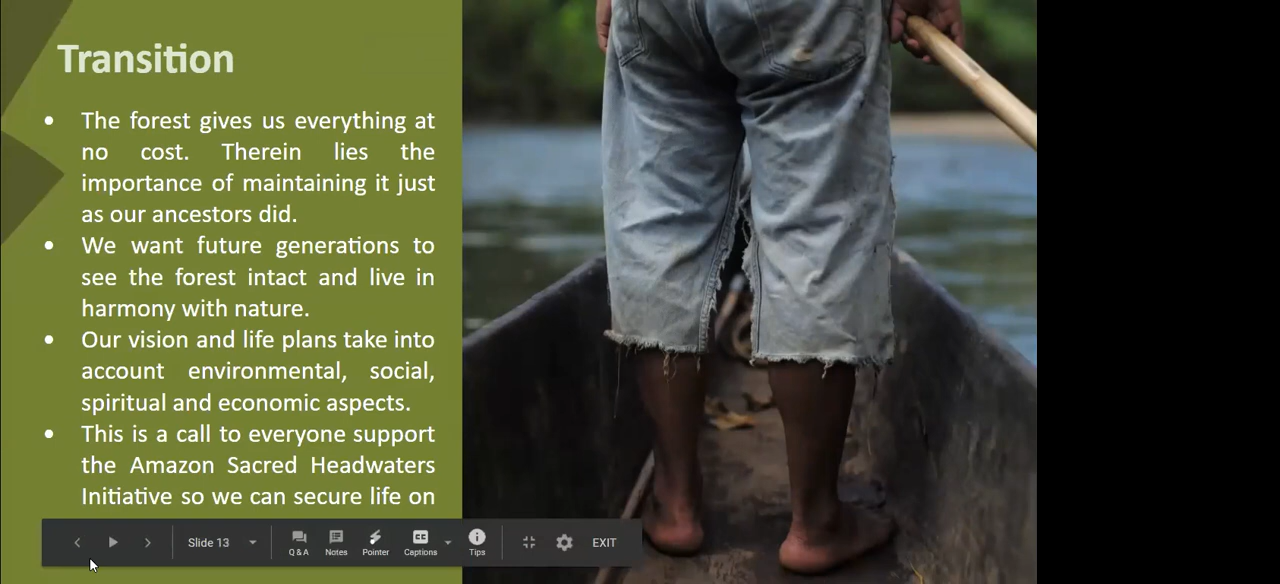 Transition
• The forest gives us everything at
no cost. Therein lies the
importance of maintaining it just
as our ancestors did.
• We want future generations to
see the forest intact and live in
harmony with nature.
• Our vision and life plans take into
account environmental, social,
spiritual and economic aspects.
• This is a call to everyone support
the Amazon Sacred Headwaters
Initiative so we can secure life on
Slide 13 Q & A Notes Pointer CC Captions Tips EXIT